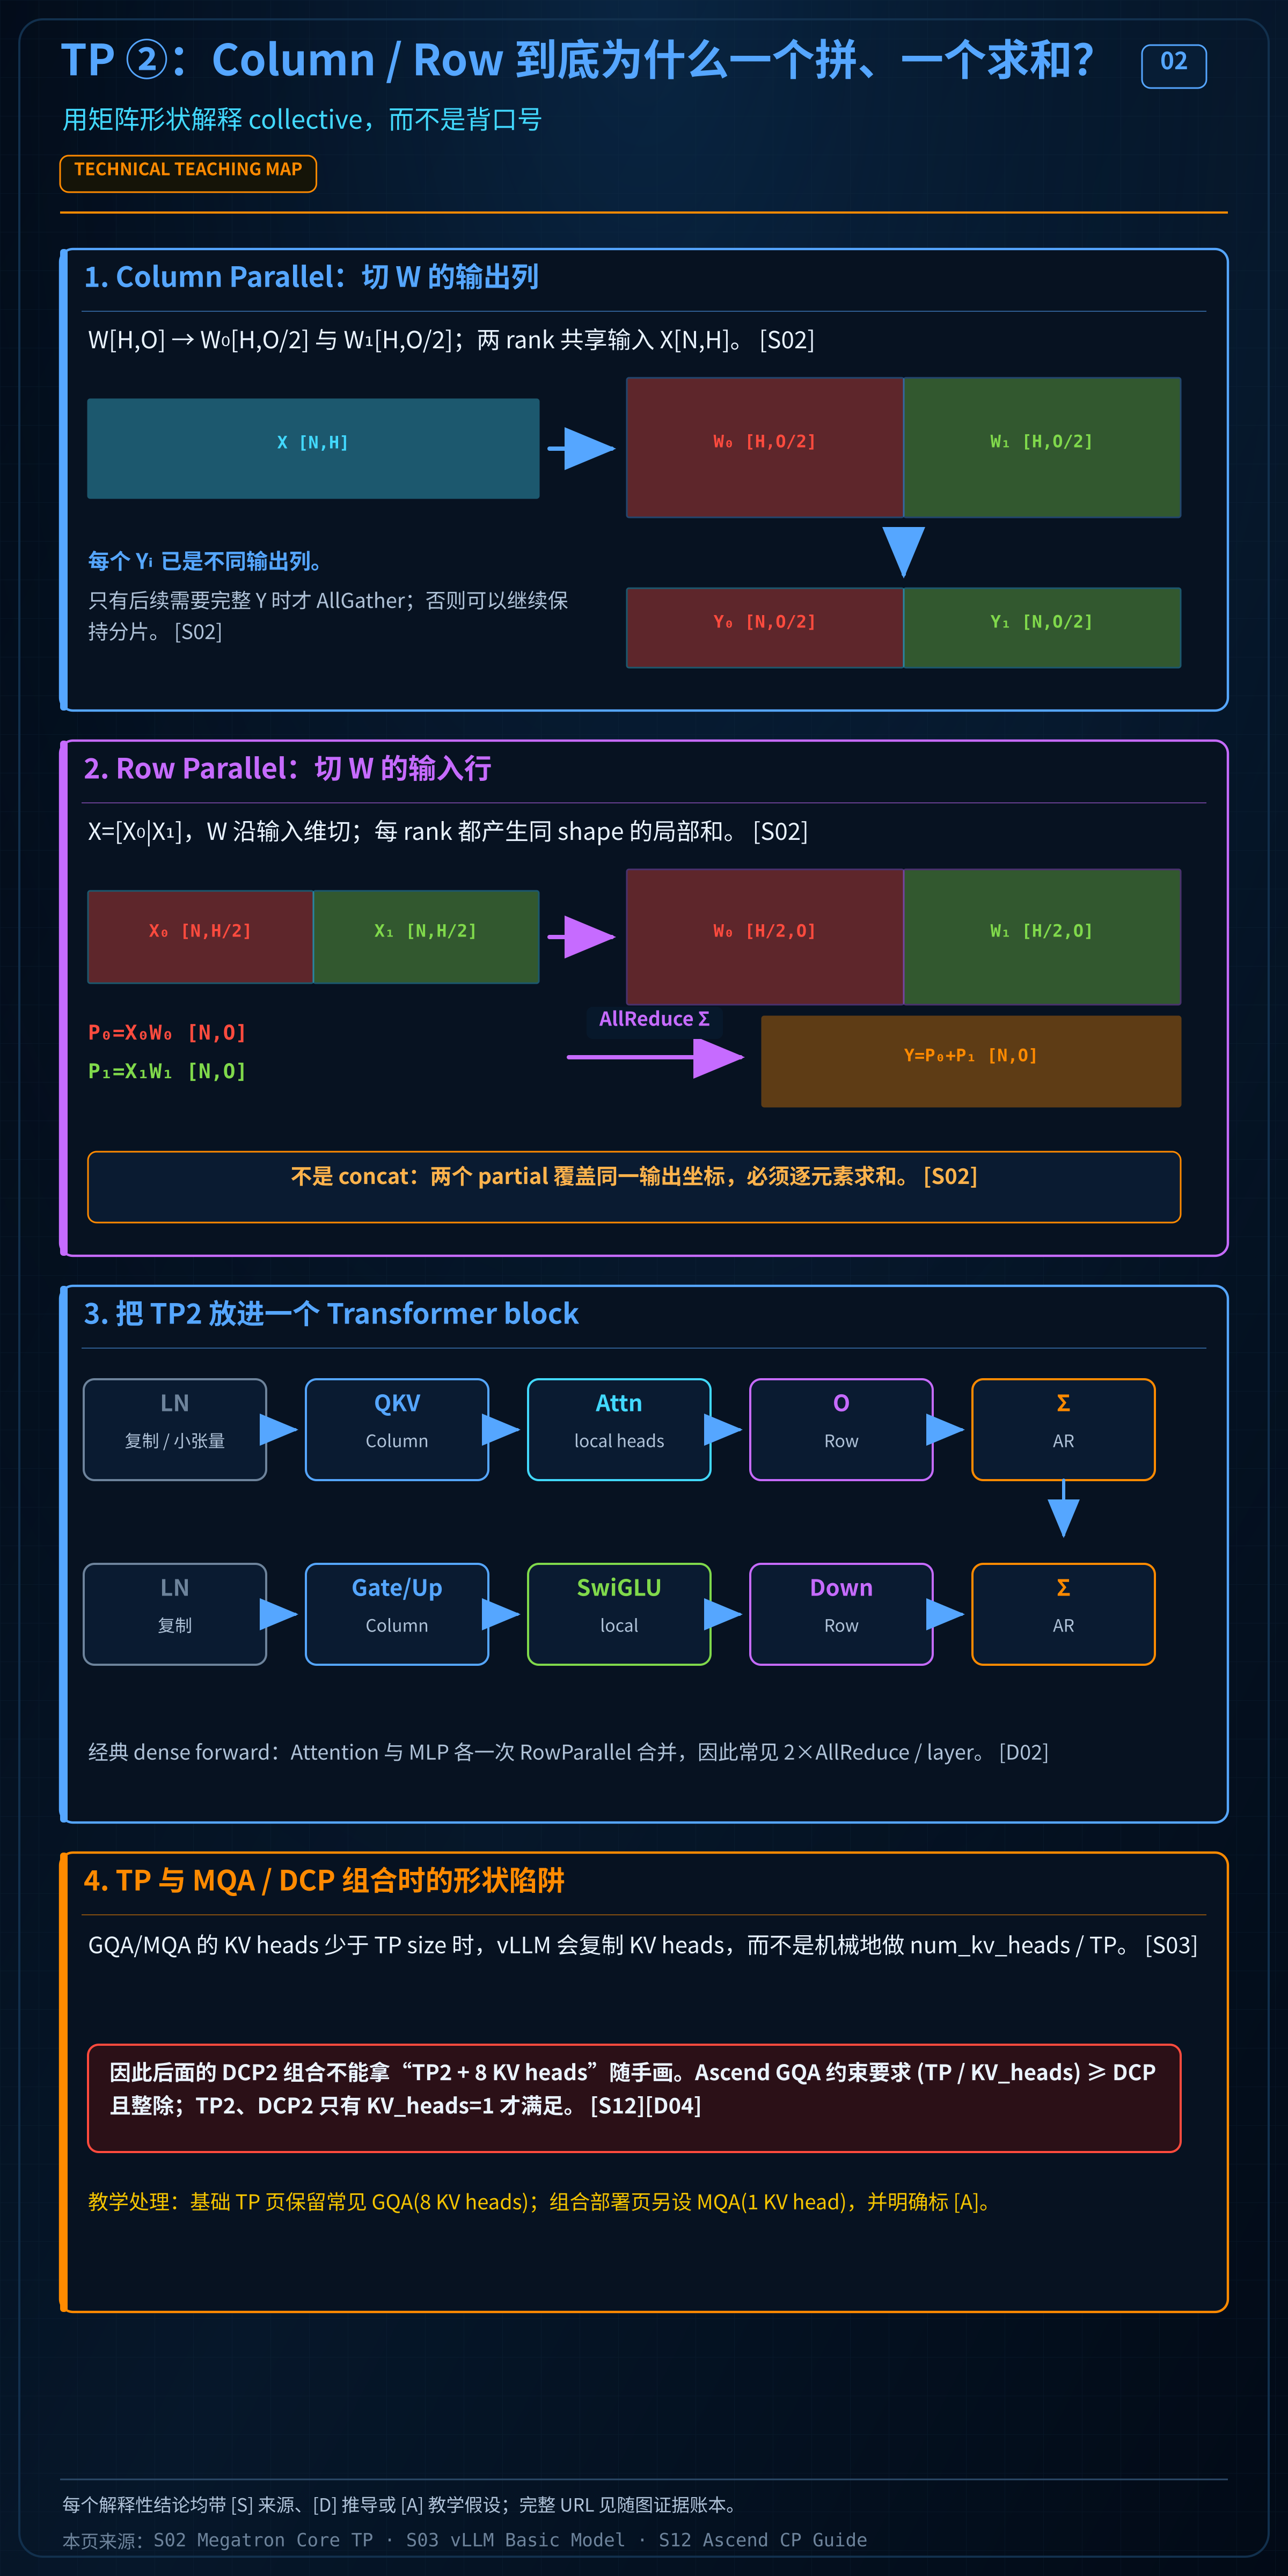 TP ②：Column / Row 到底为什么一个拼、一个求和？
02
用矩阵形状解释 collective，而不是背口号
TECHNICAL TEACHING MAP
1. Column Parallel：切 W 的输出列
W[H,O] → W₀[H,O/2] 与 W₁[H,O/2]；两 rank 共享输入 X[N,H]。 [S02]
X [N,H]
W₀ [H,O/2]
W₁ [H,O/2]
每个 Yᵢ 已是不同输出列。
只有后续需要完整 Y 时才 AllGather；否则可以继续保
持分片。 [S02]
Y₀ [N,O/2]
Y₁ [N,O/2]
2. Row Parallel：切 W 的输入行
X=[X₀|X₁]，W 沿输入维切；每 rank 都产生同 shape 的局部和。 [S02]
X₀ [N,H/2]
X₁ [N,H/2]
W₀ [H/2,O]
W₁ [H/2,O]
P₀=X₀W₀ [N,O]
P₁=X₁W₁ [N,O]
AllReduce Σ
Y=P₀+P₁ [N,O]
不是 concat：两个 partial 覆盖同一输出坐标，必须逐元素求和。 [S02]
3. 把 TP2 放进一个 Transformer block
LN
复制 / 小张量
QKV
Column
Attn
local heads
O
Row
Σ
AR
LN
复制
Gate/Up
Column
SwiGLU
local
Down
Row
Σ
AR
经典 dense forward：Attention 与 MLP 各一次 RowParallel 合并，因此常见 2×AllReduce / layer。 [D02]
4. TP 与 MQA / DCP 组合时的形状陷阱
GQA/MQA 的 KV heads 少于 TP size 时，vLLM 会复制 KV heads，而不是机械地做 num_kv_heads / TP。 [S03]
因此后面的 DCP2 组合不能拿“TP2 + 8 KV heads”随手画。Ascend GQA 约束要求 (TP / KV_heads) ≥ DCP
且整除；TP2、DCP2 只有 KV_heads=1 才满足。 [S12][D04]
教学处理：基础 TP 页保留常见 GQA(8 KV heads)；组合部署页另设 MQA(1 KV head)，并明确标 [A]。
每个解释性结论均带 [S] 来源、[D] 推导或 [A] 教学假设；完整 URL 见随图证据账本。
本页来源：S02 Megatron Core TP · S03 vLLM Basic Model · S12 Ascend CP Guide